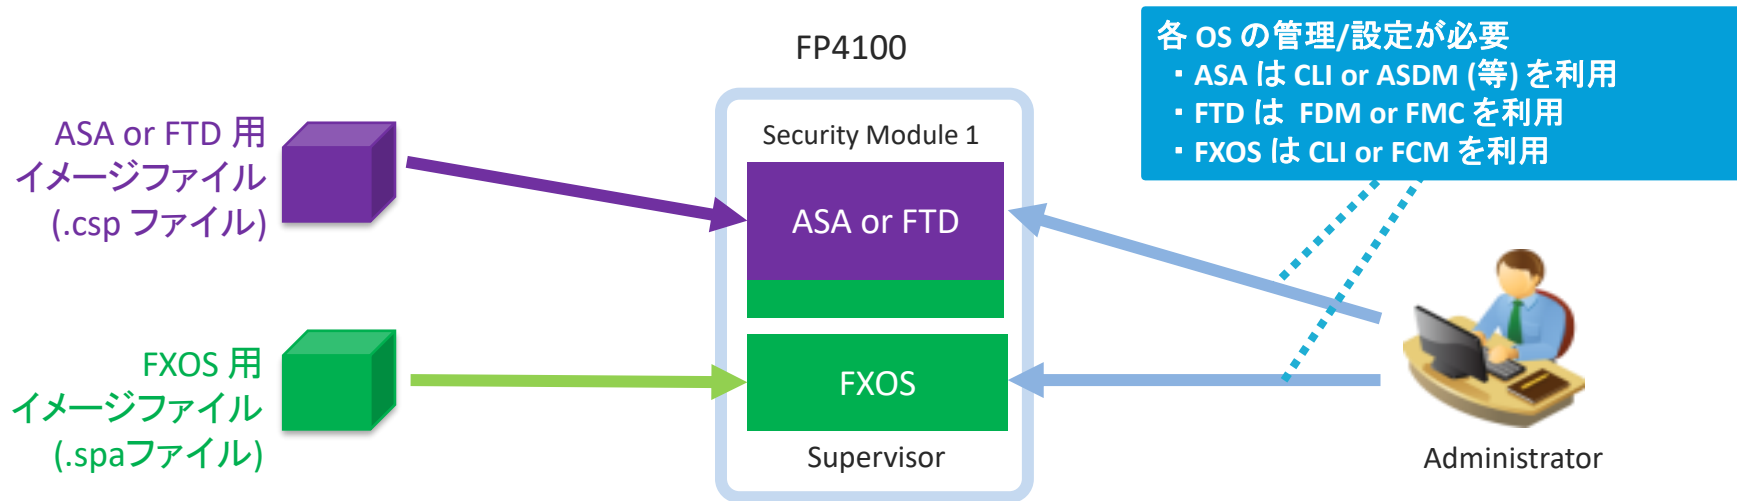 FP4100
各 OS の管理/設定が必要
・ ASA は CLI or ASDM (等) を利用
・ FTD は FDM or FMC を利用
・ FXOS は CLI or FCM を利用
ASA or FTD 用
イメージファイル
(.csp ファイル)
Security Module 1
ASA or FTD
FXOS 用
イメージファイル
(.spaファイル)
FXOS
Supervisor
Administrator